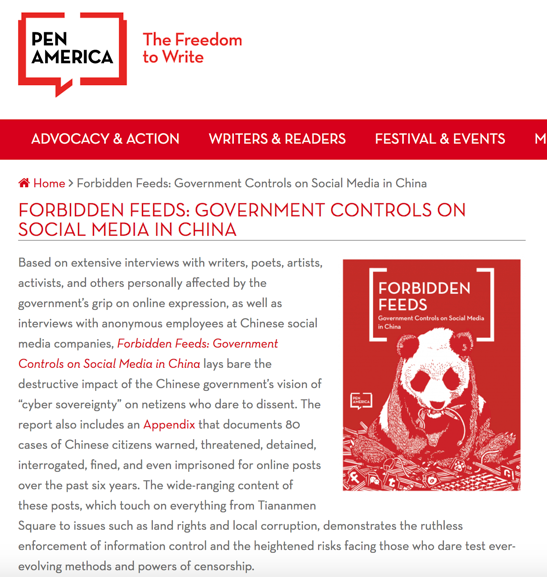 PEN
AMERICA
The Freedom
to Write
ADVOCACY & ACTION WRITERS & READERS FESTIVAL & EVENTS M
Home > Forbidden Feeds: Government Controls on Social Media in China
FORBIDDEN FEEDS: GOVERNMENT CONTROLS ON
SOCIAL MEDIA IN CHINA
Based on extensive interviews with writers, poets, artists,
activists, and others personally affected by the
government's grip on online expression, as well as
interviews with anonymous employees at Chinese social
media companies, Forbidden Feeds: Government
Controls on Social Media in China lays bare the
destructive impact of the Chinese government's vision of
“cyber sovereignty” on netizens who dare to dissent. The
report also includes an Appendix that documents 80
cases of Chinese citizens warned, threatened, detained,
interrogated, fined, and even imprisoned for online posts
over the past six years. The wide-ranging content of
these posts, which touch on everything from Tiananmen
Square to issues such as land rights and local corruption, demonstrates the ruthless
enforcement of information control and the heightened risks facing those who dare test ever-
evolving methods and powers of censorship.
FORBIDDEN
FEEDS
Government Controls on Social Media
in China
PEN
AMERICA